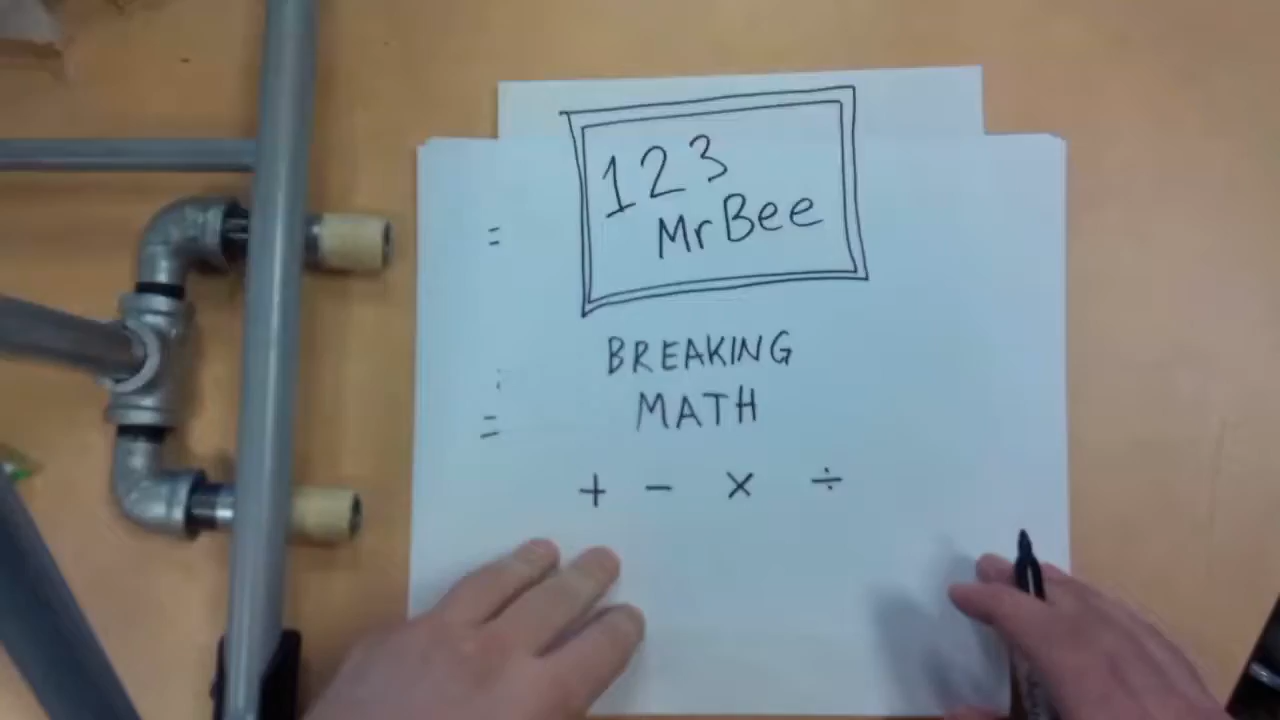 123
MrBee
=
BREAKING
MATH
=
+ - × ÷